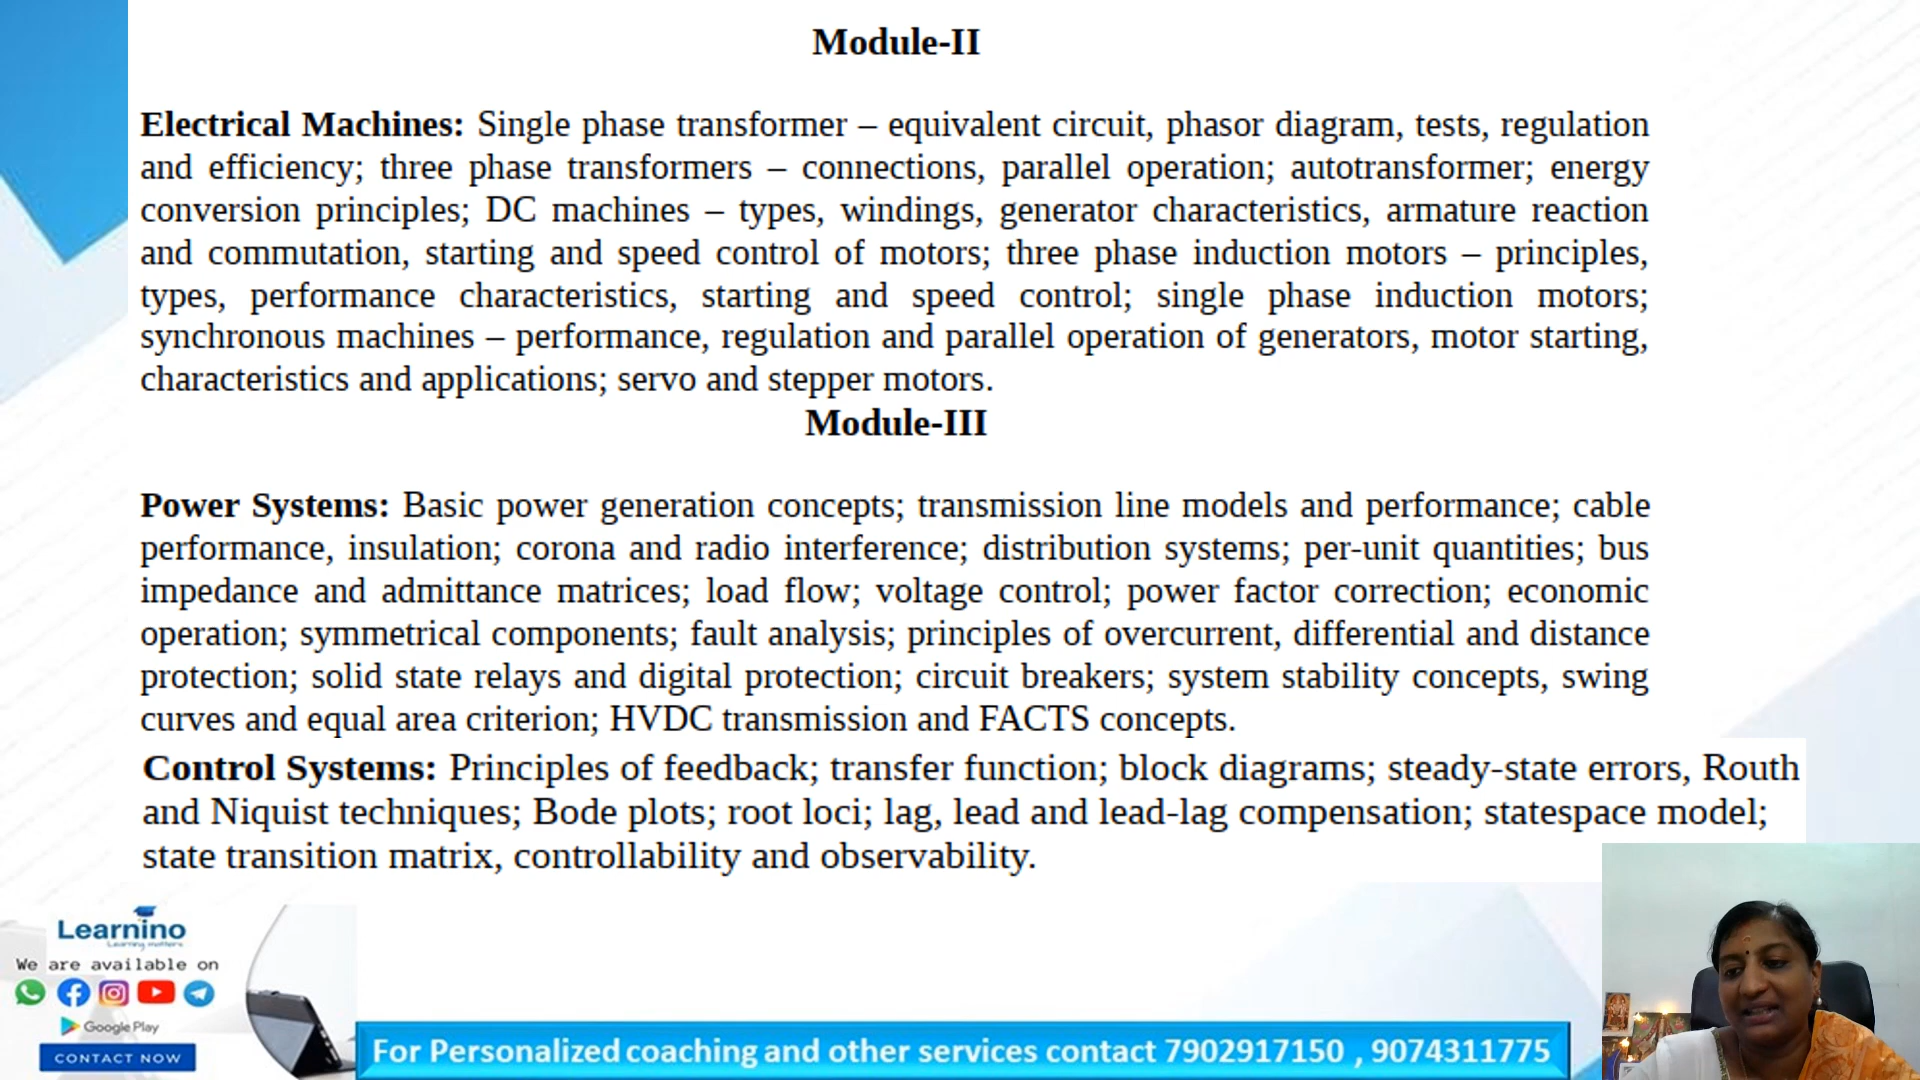 Module-II
Electrical Machines: Single phase transformer – equivalent circuit, phasor diagram, tests, regulation
and efficiency; three phase transformers – connections, parallel operation; autotransformer; energy
conversion principles; DC machines – types, windings, generator characteristics, armature reaction
and commutation, starting and speed control of motors; three phase induction motors – principles,
types, performance characteristics, starting and speed control; single phase induction motors;
synchronous machines – performance, regulation and parallel operation of generators, motor starting,
characteristics and applications; servo and stepper motors.
Module-III
Power Systems: Basic power generation concepts; transmission line models and performance; cable
performance, insulation; corona and radio interference; distribution systems; per-unit quantities; bus
impedance and admittance matrices; load flow; voltage control; power factor correction; economic
operation; symmetrical components; fault analysis; principles of overcurrent, differential and distance
protection; solid state relays and digital protection; circuit breakers; system stability concepts, swing
curves and equal area criterion; HVDC transmission and FACTS concepts.
Control Systems: Principles of feedback; transfer function; block diagrams; steady-state errors, Routh
and Niquist techniques; Bode plots; root loci; lag, lead and lead-lag compensation; statespace model;
state transition matrix, controllability and observability.
Learnino
Learning matters
We are available on
Google Play
CONTACT NOW
For Personalized coaching and other services contact 7902917150 , 9074311775